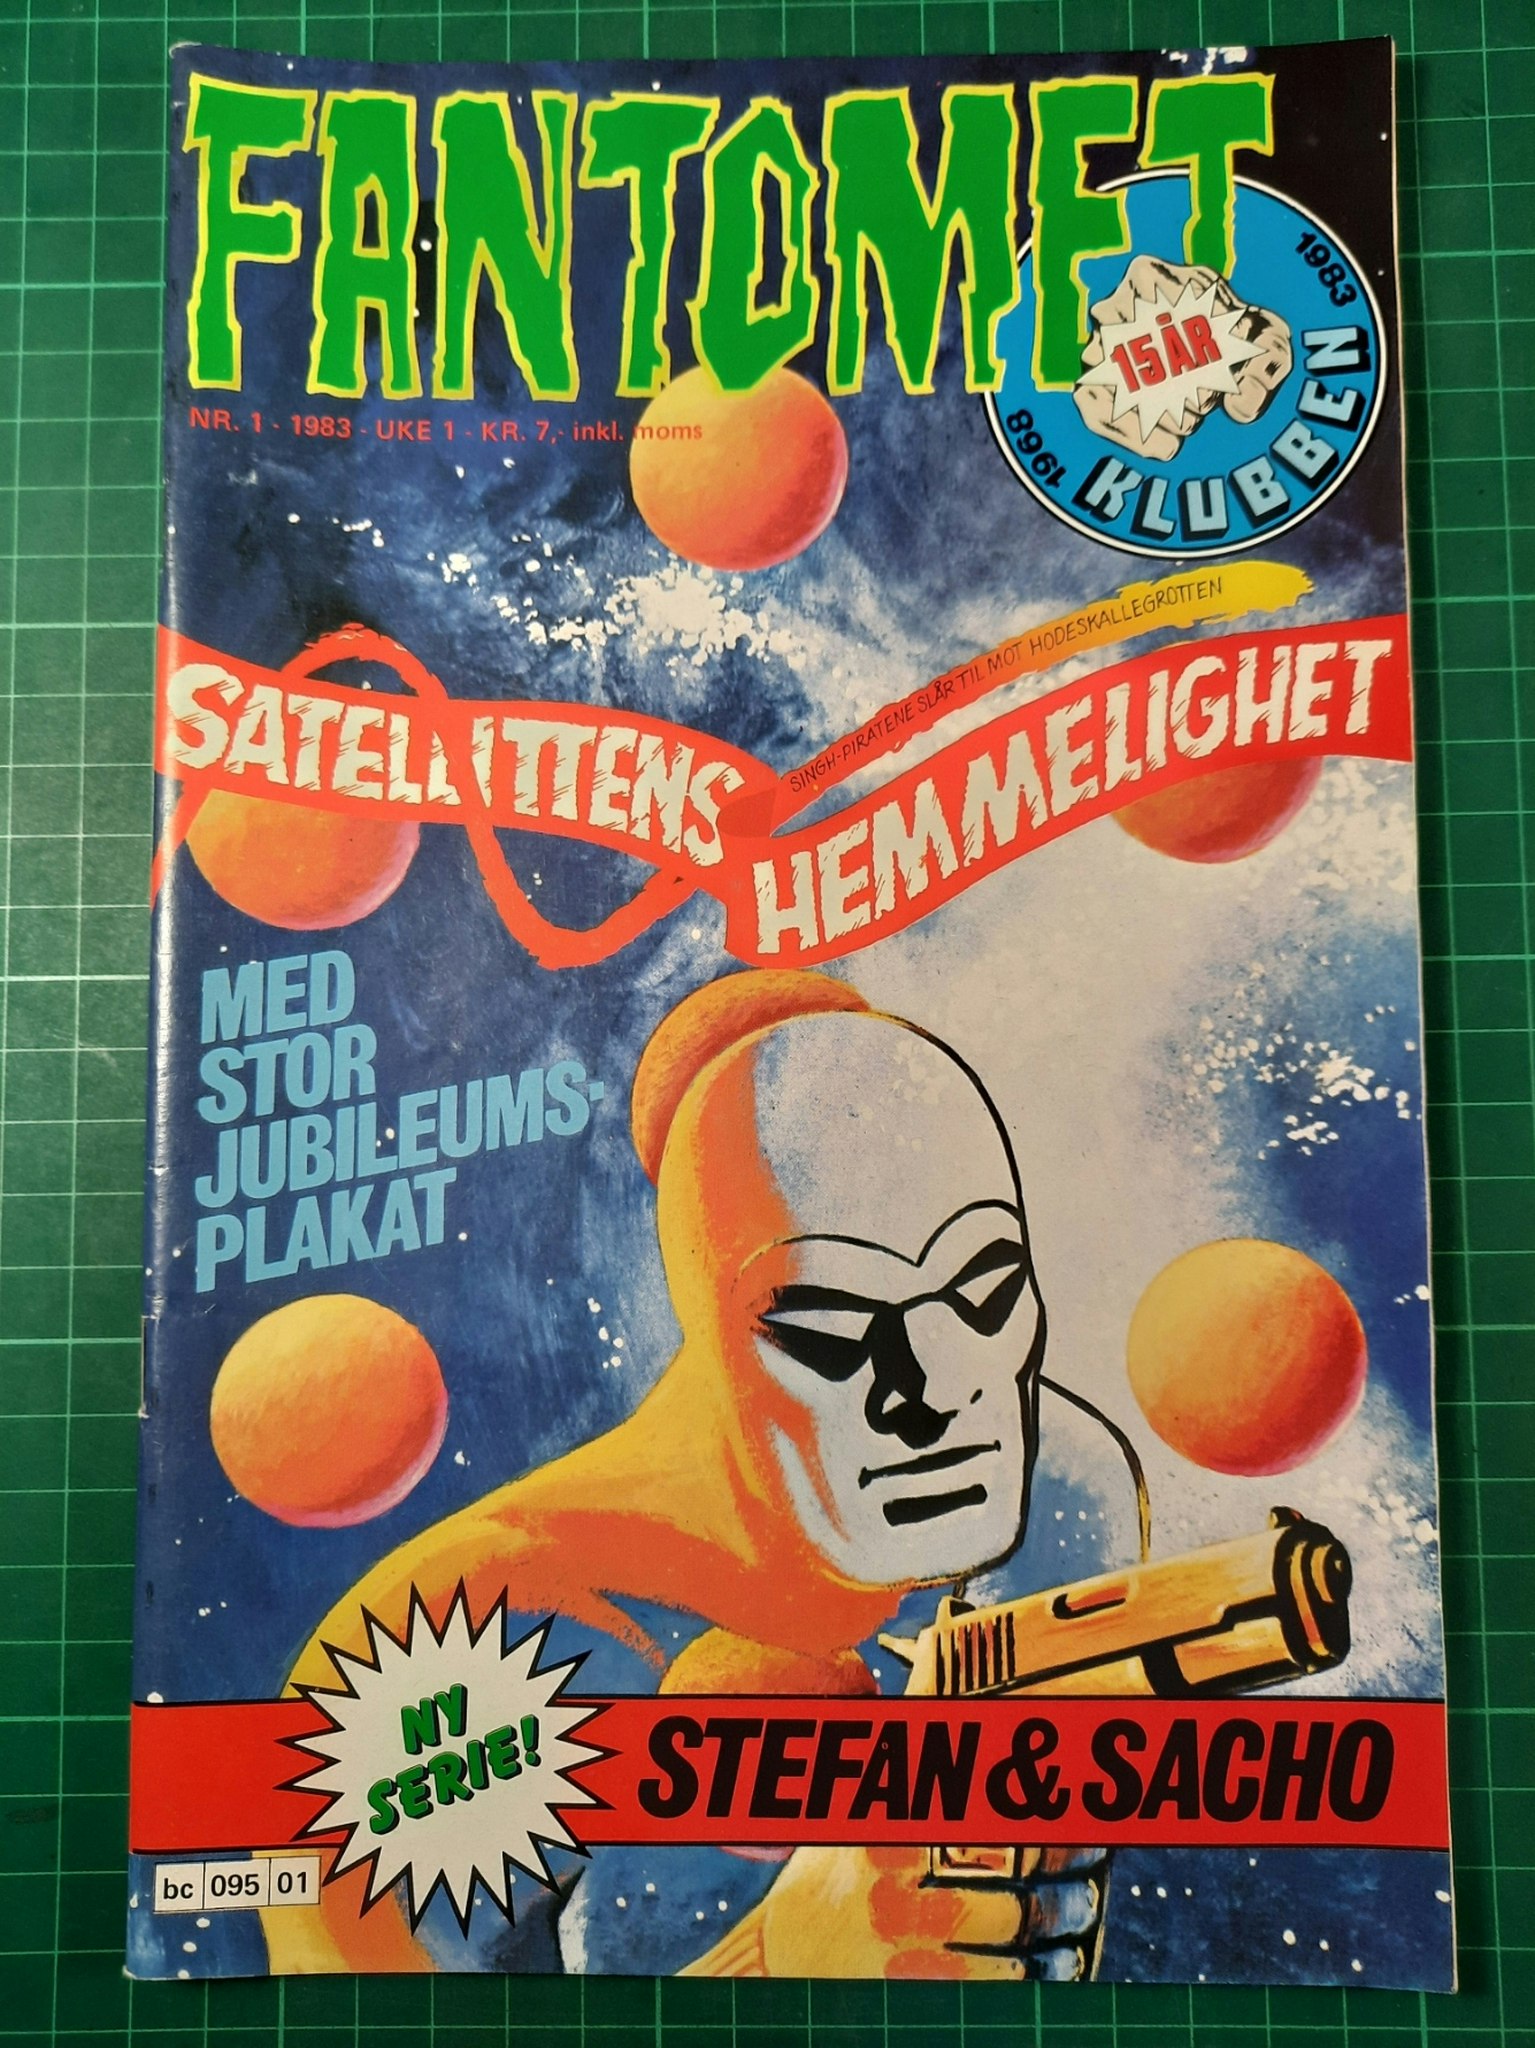 FANTOMET
NR. 1 - 1983 - UKE 1 - KR. 7,- inkl. moms
1983
15 ÅR
1968
KLUBBEN
SINGH-PIRATENE SLÅR TIL MOT HODESKALLEGROTTEN
SATELLITTENS
HEMMELIGHET
MED
STOR
JUBILEUMS-
PLAKAT
NY
SERIE!
STEFAN & SACHO
bc 095 01